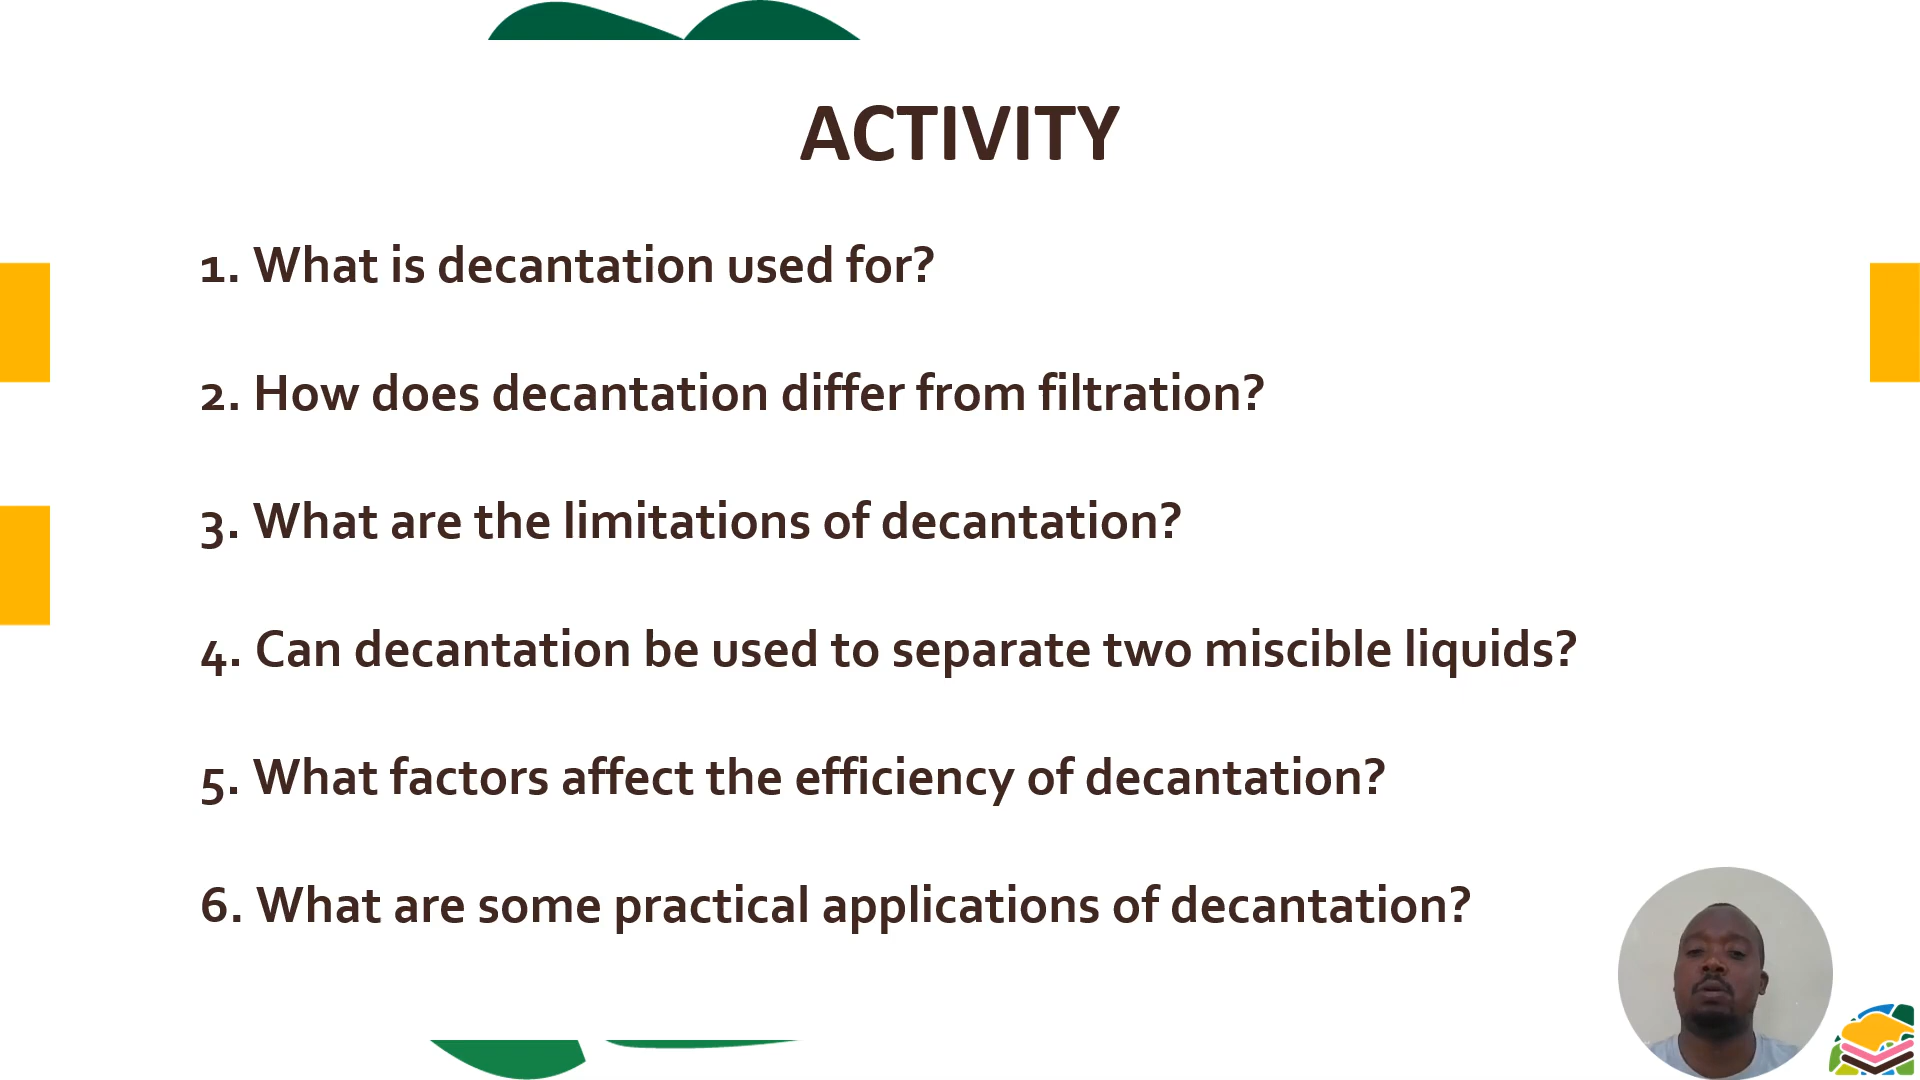 ACTIVITY
1. What is decantation used for?
2. How does decantation differ from filtration?
3. What are the limitations of decantation?
4. Can decantation be used to separate two miscible liquids?
5. What factors affect the efficiency of decantation?
6. What are some practical applications of decantation?